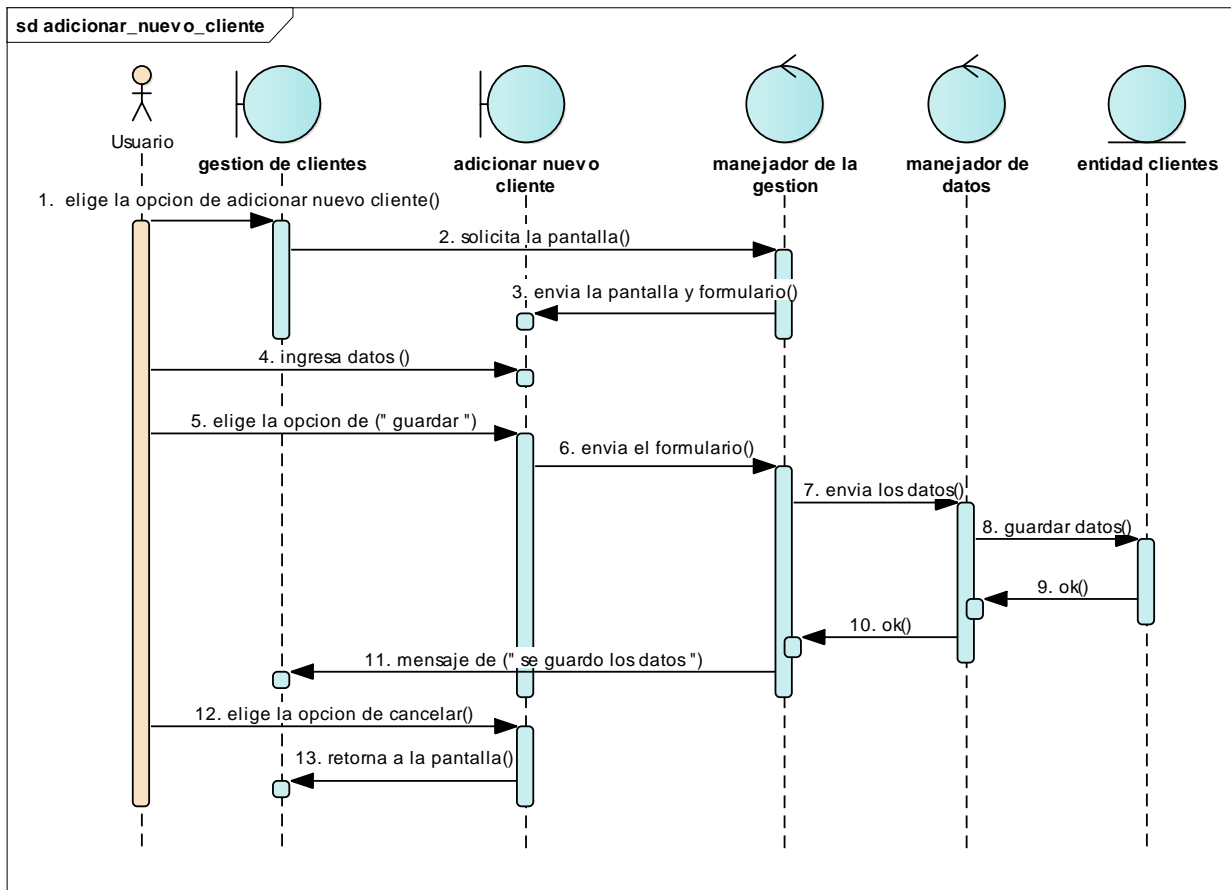 sd adicionar_nuevo_cliente
Usuario
gestion de clientes
adicionar nuevo
cliente
manejador de la
gestion
manejador de
datos
entidad clientes
1. elige la opcion de adicionar nuevo cliente()
2. solicita la pantalla()
3. envia la pantalla y formulario()
4. ingresa datos ()
5. elige la opcion de (" guardar ")
6. envia el formulario()
7. envia los datos()
8. guardar datos()
9. ok()
10. ok()
11. mensaje de (" se guardo los datos ")
12. elige la opcion de cancelar()
13. retorna a la pantalla()